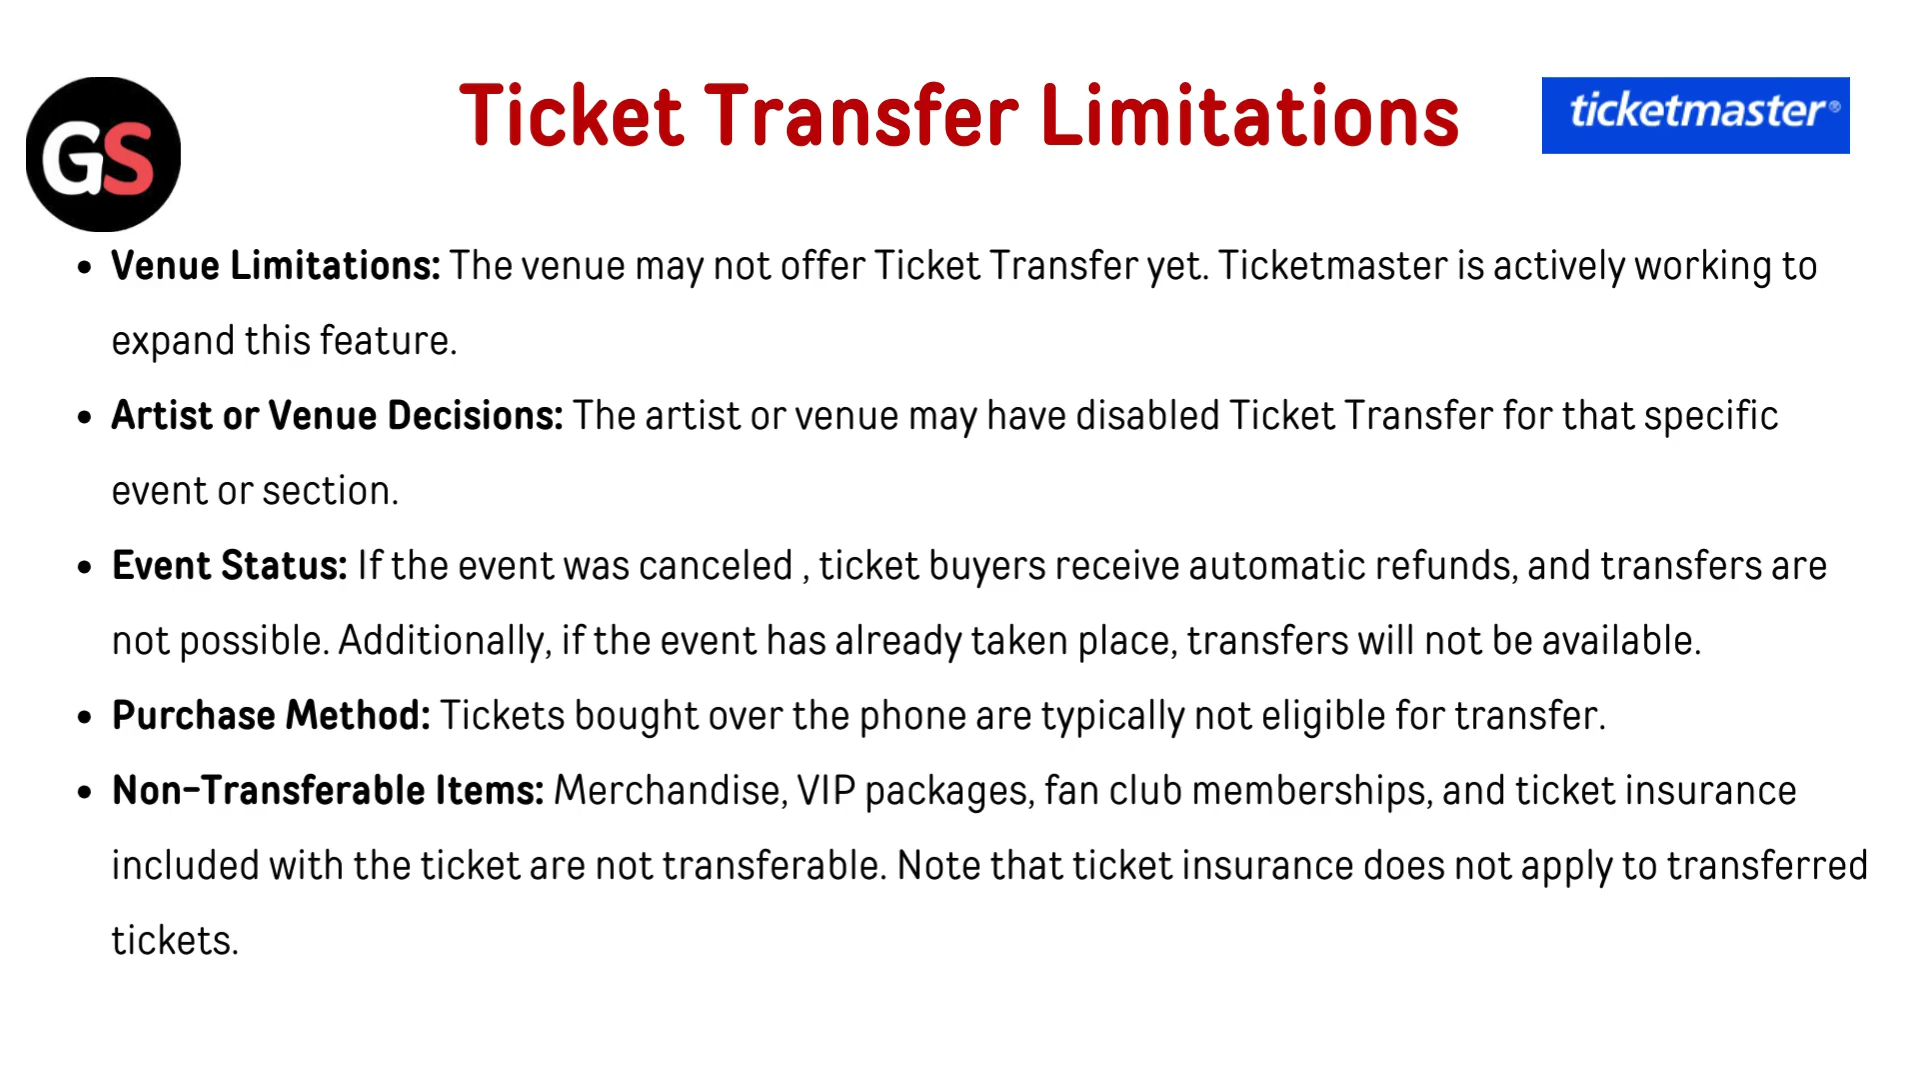 GS
Ticket Transfer Limitations
ticketmaster®
• Venue Limitations: The venue may not offer Ticket Transfer yet. Ticketmaster is actively working to
expand this feature.
• Artist or Venue Decisions: The artist or venue may have disabled Ticket Transfer for that specific
event or section.
• Event Status: If the event was canceled , ticket buyers receive automatic refunds, and transfers are
not possible. Additionally, if the event has already taken place, transfers will not be available.
• Purchase Method: Tickets bought over the phone are typically not eligible for transfer.
• Non-Transferable Items: Merchandise, VIP packages, fan club memberships, and ticket insurance
included with the ticket are not transferable. Note that ticket insurance does not apply to transferred
tickets.